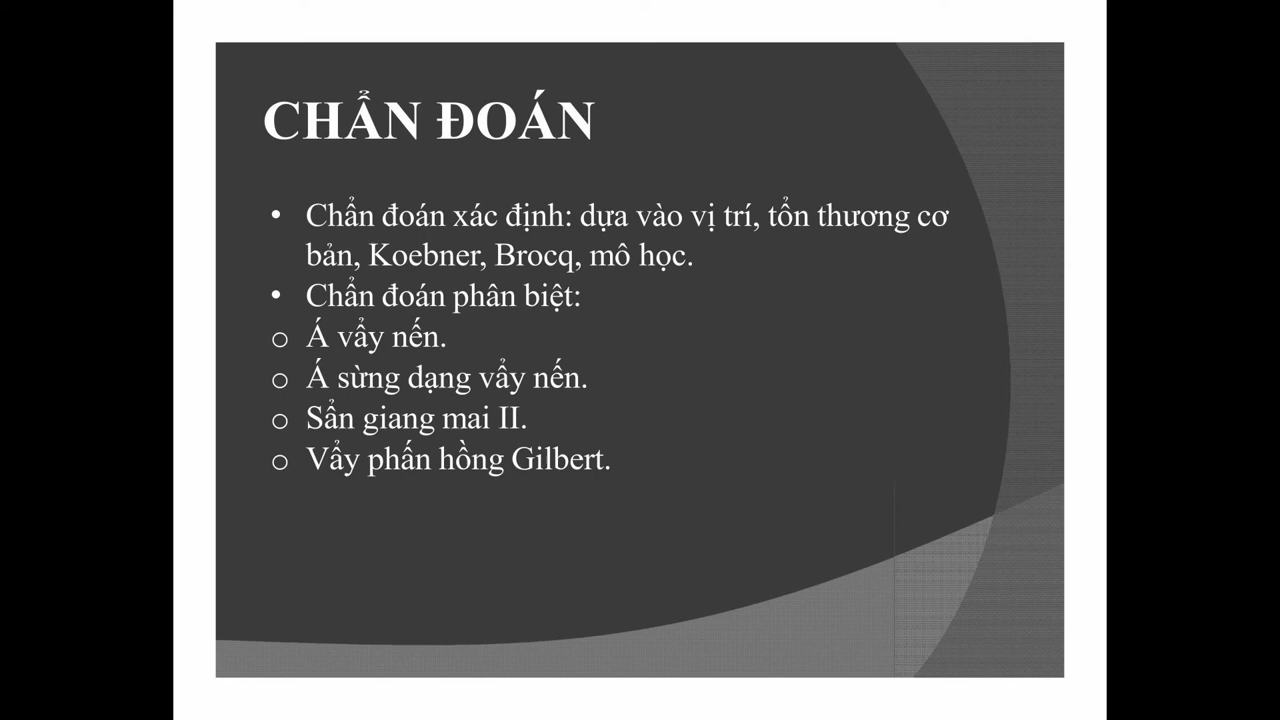 CHẨN ĐOÁN
• Chẩn đoán xác định: dựa vào vị trí, tổn thương cơ
bản, Koebner, Brocq, mô học.
• Chẩn đoán phân biệt:
o Á vẩy nến.
o Á sừng dạng vẩy nến.
o Sẩn giang mai II.
o Vẩy phấn hồng Gilbert.